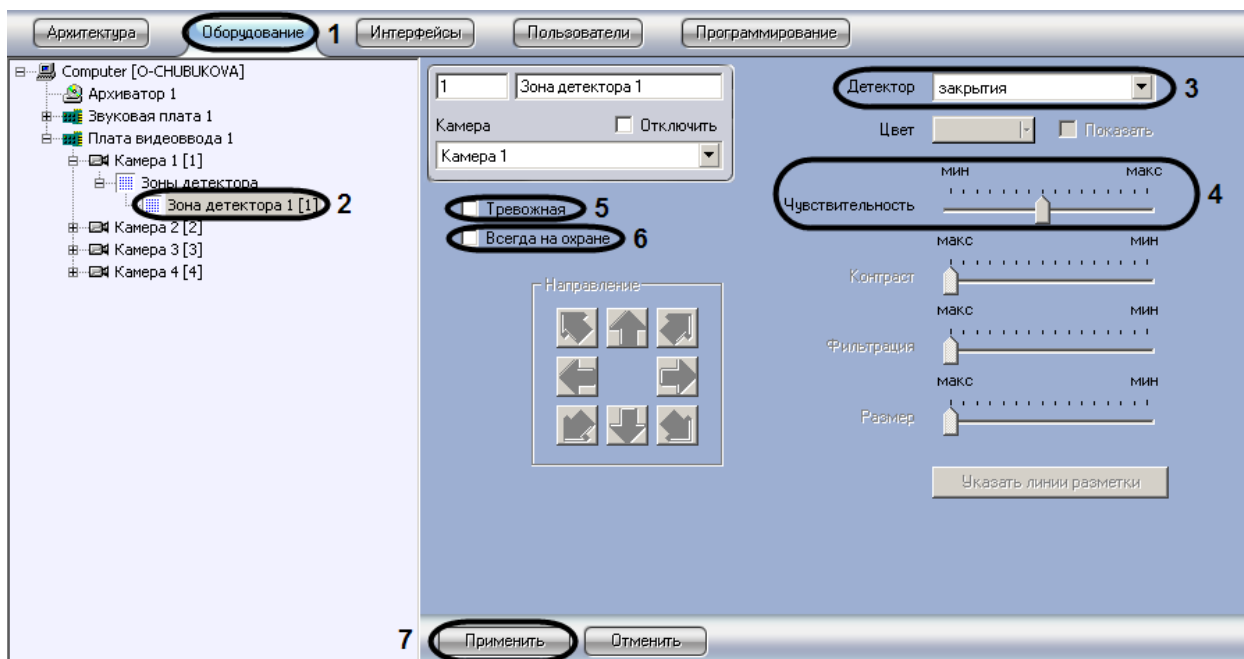 Архитектура Оборудование 1 Интерфейсы Пользователи Программирование
Computer [O-CHUBUKOVA]
Архиватор 1
Звуковая плата 1
Плата видеоввода 1
Камера 1 [1]
Зоны детектора
Зона детектора 1 [1] 2
Камера 2 [2]
Камера 3 [3]
Камера 4 [4]
1 Зона детектора 1
Камера Отключить
Камера 1
Тревожная 5
Всегда на охране 6
Направление
Детектор закрытия 3
Цвет Показать
мин макс
Чувствительность 4
макс мин
Контраст
макс мин
Фильтрация
макс мин
Размер
Указать линии разметки
7 Применить Отменить